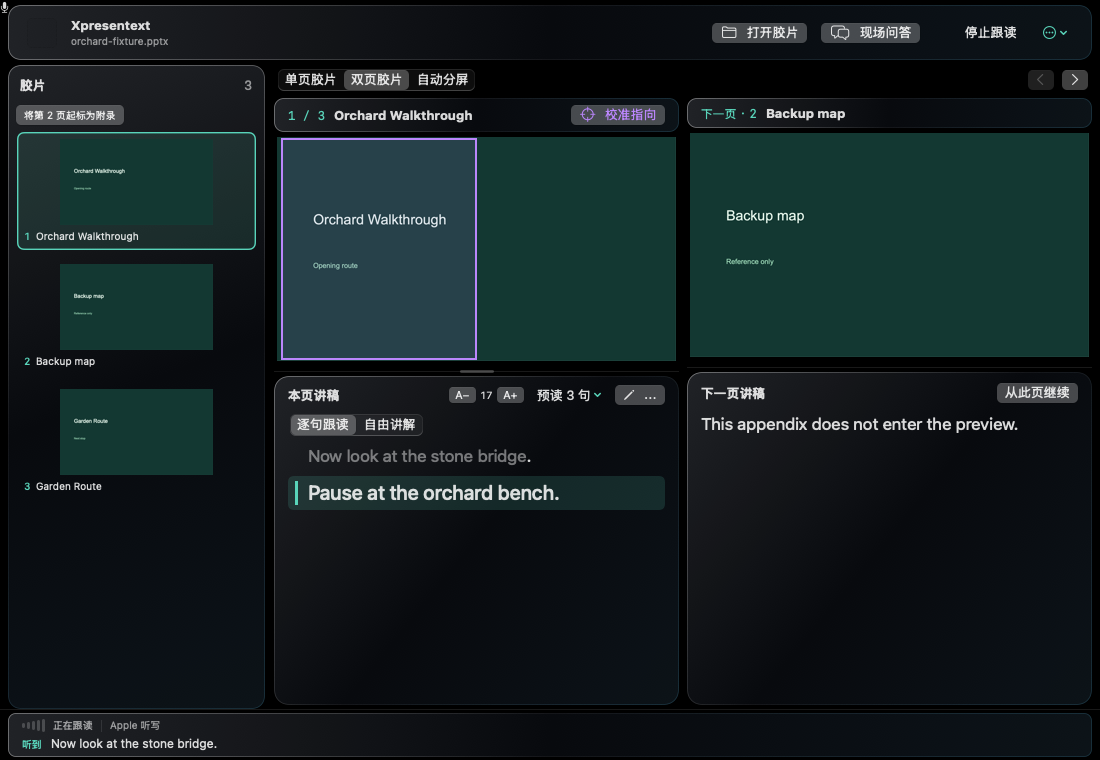 Xpresentext
orchard-fixture.pptx
打开胶片
现场问答
停止跟读
胶片
3
将第 2 页起标为附录
Orchard Walkthrough
Opening route
1 Orchard Walkthrough
Backup map
Reference only
2 Backup map
Garden Route
3 Garden Route
单页胶片 双页胶片 自动分屏
1 / 3 Orchard Walkthrough
校准指向
Orchard Walkthrough
Opening route
下一页 · 2 Backup map
Backup map
Reference only
本页讲稿
A− 17 A+ 预读 3 句 ...
逐句跟读 自由讲解
Now look at the stone bridge.
Pause at the orchard bench.
下一页讲稿
从此页继续
This appendix does not enter the preview.
正在跟读 Apple 听写
听到 Now look at the stone bridge.